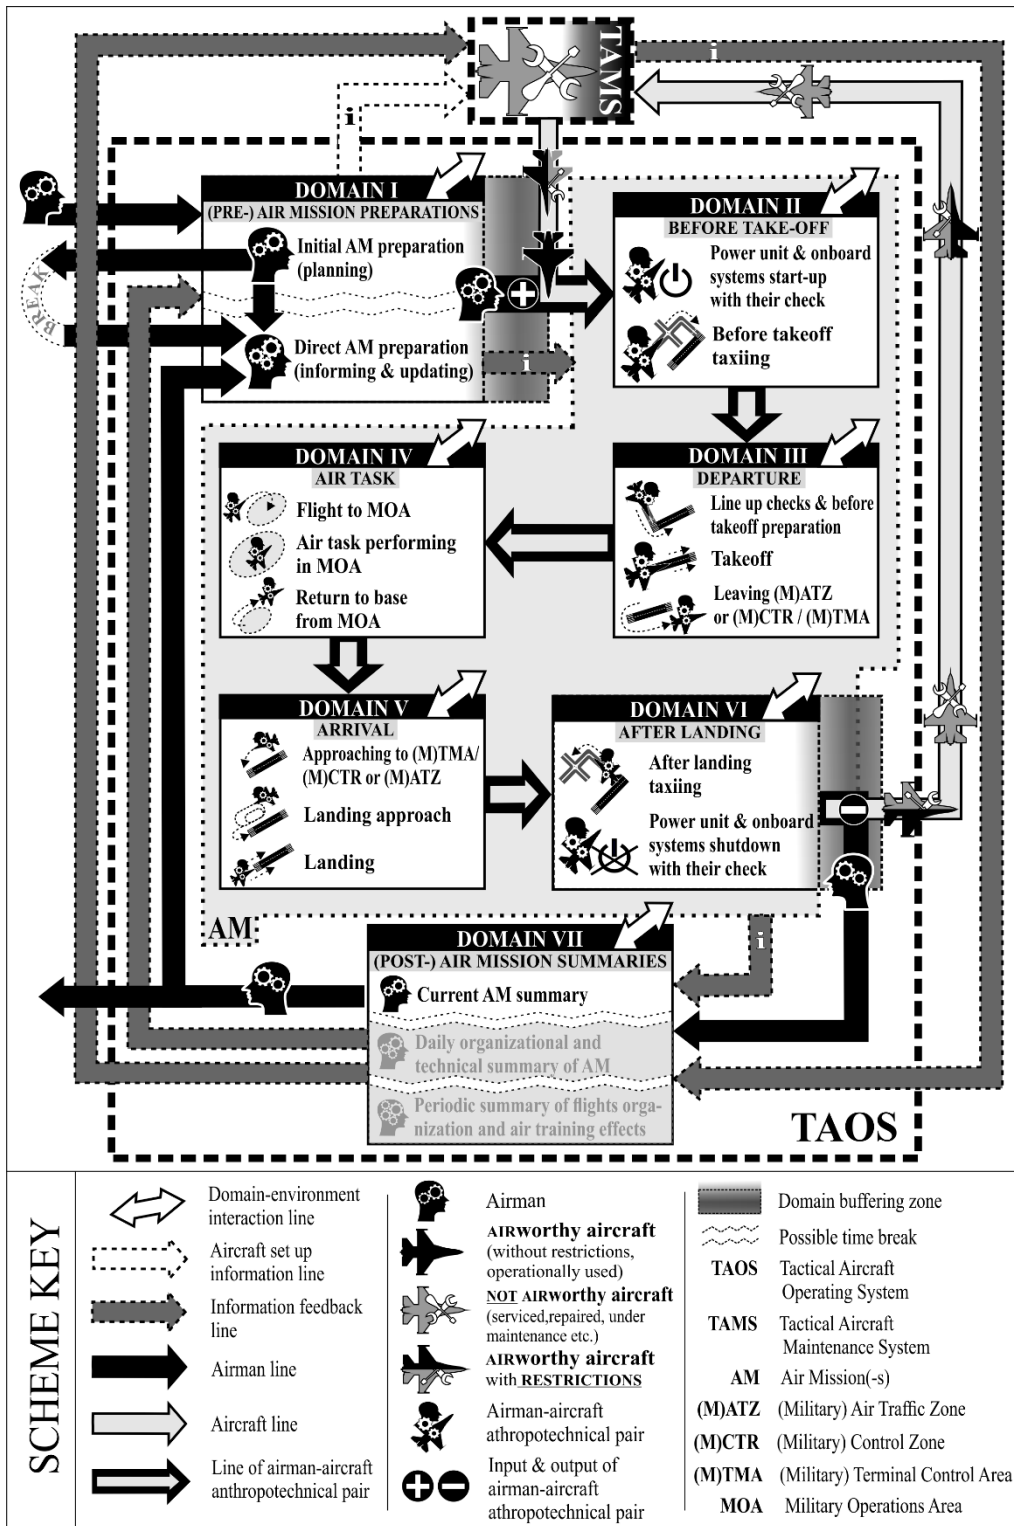 i
TAMS
i
DOMAIN I
(PRE-) AIR MISSION PREPARATIONS
Initial AM preparation
(planning)
BREAK
Direct AM preparation
(informing & updating)
i
DOMAIN II
BEFORE TAKE-OFF
Power unit & onboard
systems start-up
with their check
Before takeoff
taxiing
DOMAIN IV
AIR TASK
Flight to MOA
Air task performing
in MOA
Return to base
from MOA
DOMAIN III
DEPARTURE
Line up checks & before
takeoff preparation
Takeoff
Leaving (M)ATZ
or (M)CTR / (M)TMA
DOMAIN V
ARRIVAL
Approaching to (M)TMA/
(M)CTR or (M)ATZ
Landing approach
Landing
DOMAIN VI
AFTER LANDING
After landing
taxiing
Power unit & onboard
systems shutdown
with their check
AM
i
DOMAIN VII
(POST-) AIR MISSION SUMMARIES
Current AM summary
Daily organizational and
technical summary of AM
Periodic summary of flights orga-
nization and air training effects
TAOS
SCHEME KEY
Domain-environment
interaction line
Aircraft set up
information line
Information feedback
line
Airman line
Aircraft line
Line of airman-aircraft
anthropotechnical pair
Airman
AIRworthy aircraft
(without restrictions,
operationally used)
NOT AIRworthy aircraft
(serviced,repaired, under
maintenance etc.)
AIRworthy aircraft
with RESTRICTIONS
Airman-aircraft
athropotechnical pair
Input & output of
airman-aircraft
athropotechnical pair
Domain buffering zone
Possible time break
TAOS Tactical Aircraft
Operating System
TAMS Tactical Aircraft
Maintenance System
AM Air Mission(-s)
(M)ATZ (Military) Air Traffic Zone
(M)CTR (Military) Control Zone
(M)TMA (Military) Terminal Control Area
MOA Military Operations Area